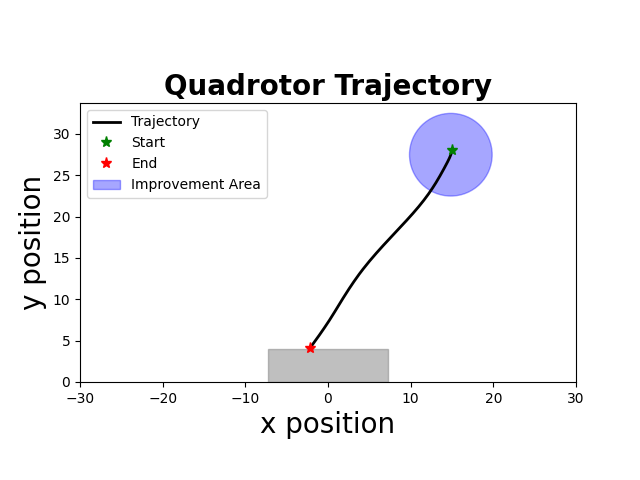 Quadrotor Trajectory
Trajectory
Start
End
Improvement Area
y position
30
25
20
15
10
5
0
−30
−20
−10
0
10
20
30
x position